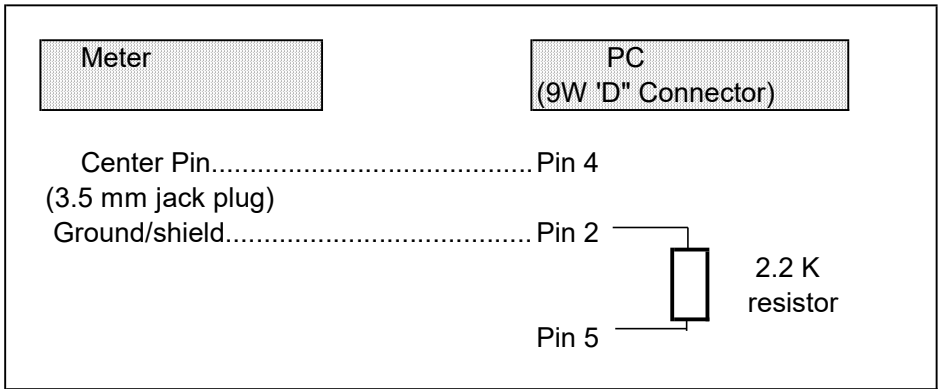 Meter
PC
(9W 'D" Connector)
Center Pin.......................................... Pin 4
(3.5 mm jack plug)
Ground/shield........................................ Pin 2
2.2 K
resistor
Pin 5